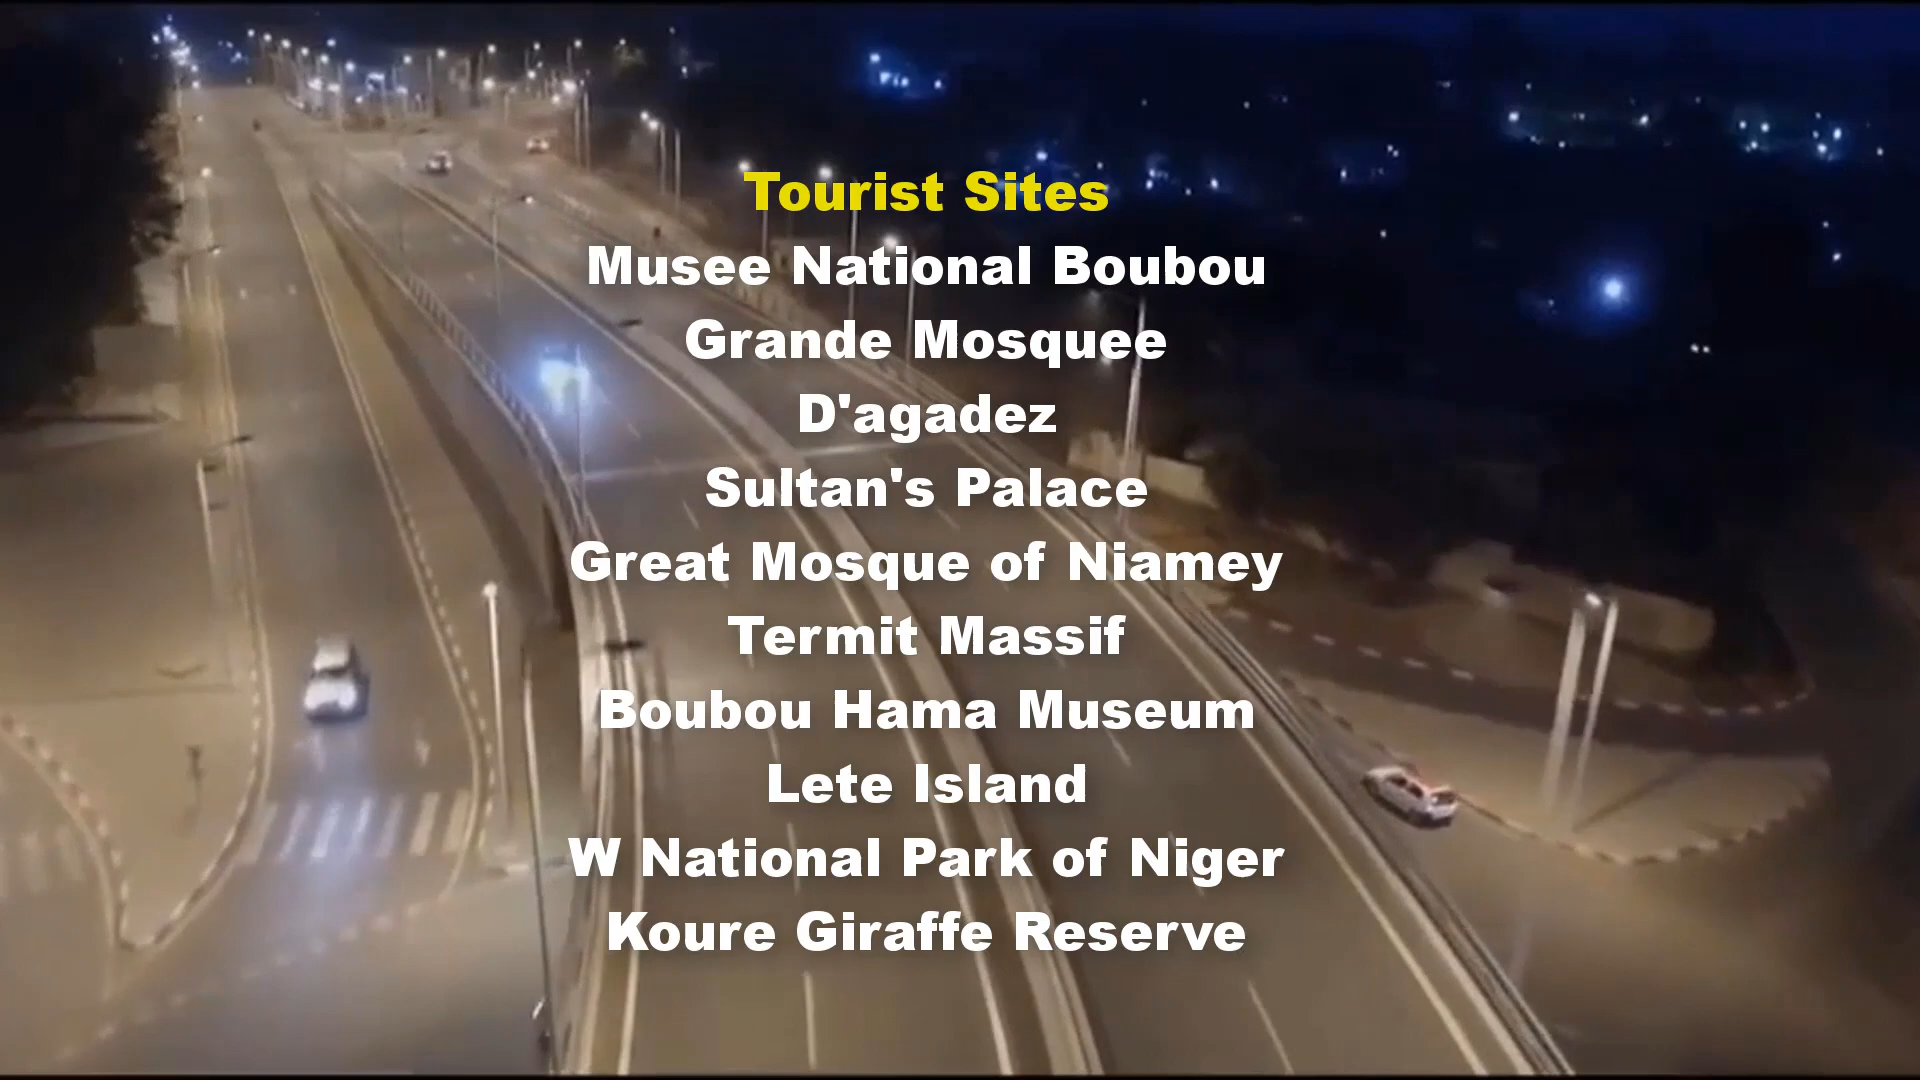 Tourist Sites
Musee National Boubou
Grande Mosquee
D'agadez
Sultan's Palace
Great Mosque of Niamey
Termit Massif
Boubou Hama Museum
Lete Island
W National Park of Niger
Koure Giraffe Reserve